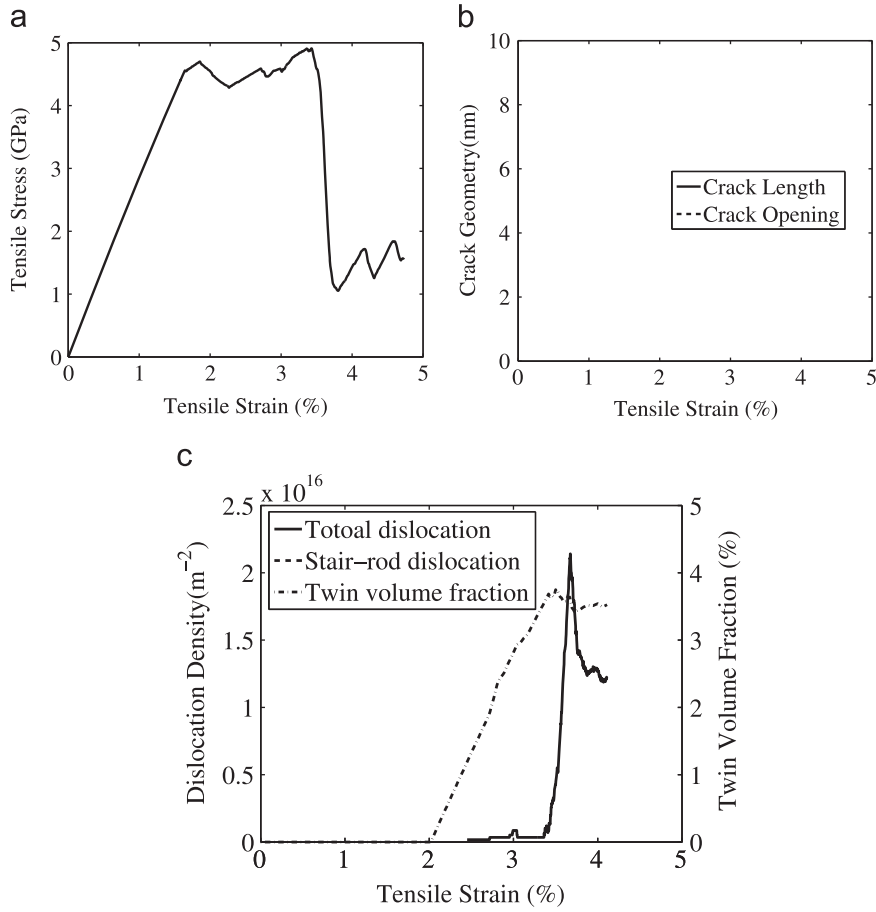 a
5
4
3
2
1
0
0 1 2 3 4 5
Tensile Stress (GPa)
Tensile Strain (%)
b
10
8
6
4
2
0
0 1 2 3 4 5
Crack Geometry(nm)
Crack Length
Crack Opening
Tensile Strain (%)
c
x 10^16
2.5
2
1.5
1
0.5
0
0 1 2 3 4 5
5
4
3
2
1
0
Dislocation Density(m^−2)
Totoal dislocation
Stair−rod dislocation
Twin volume fraction
Twin Volume Fraction (%)
Tensile Strain (%)